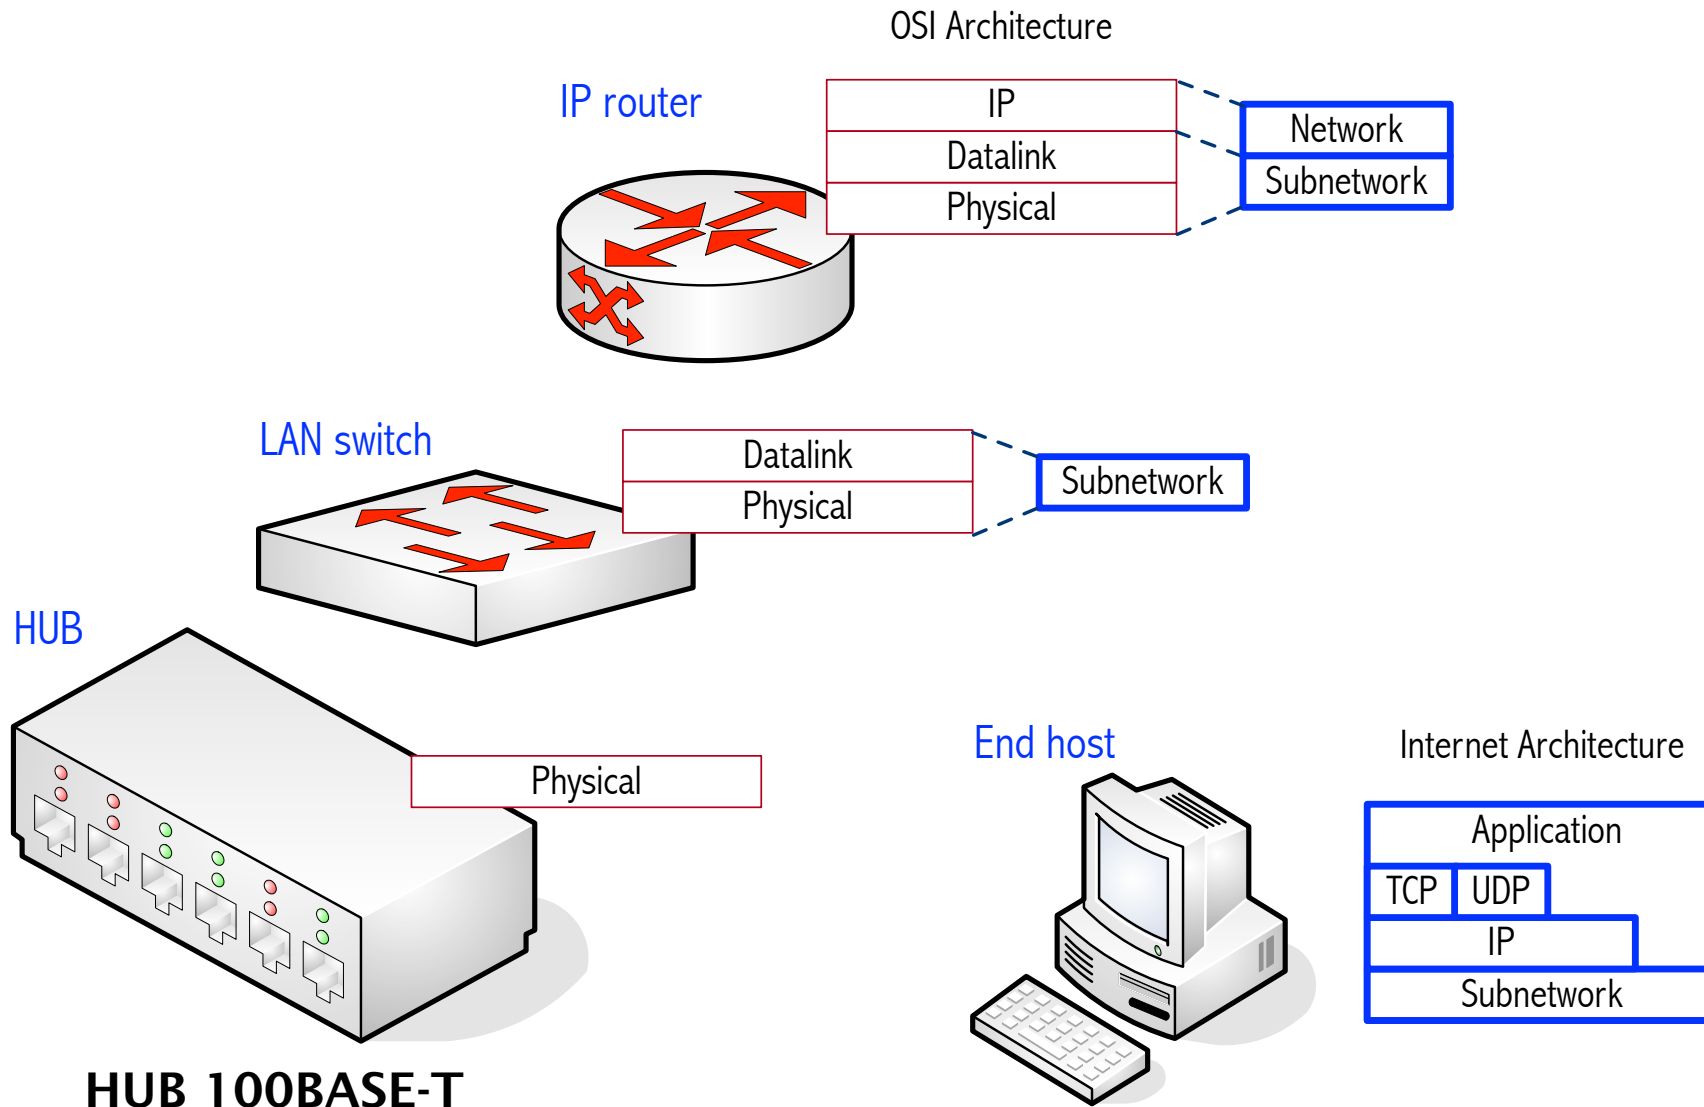 OSI Architecture
IP router
IP
Datalink
Physical
Network
Subnetwork
LAN switch
Datalink
Physical
Subnetwork
HUB
Physical
End host
Internet Architecture
Application
TCP UDP
IP
Subnetwork
HUB 100BASE-T